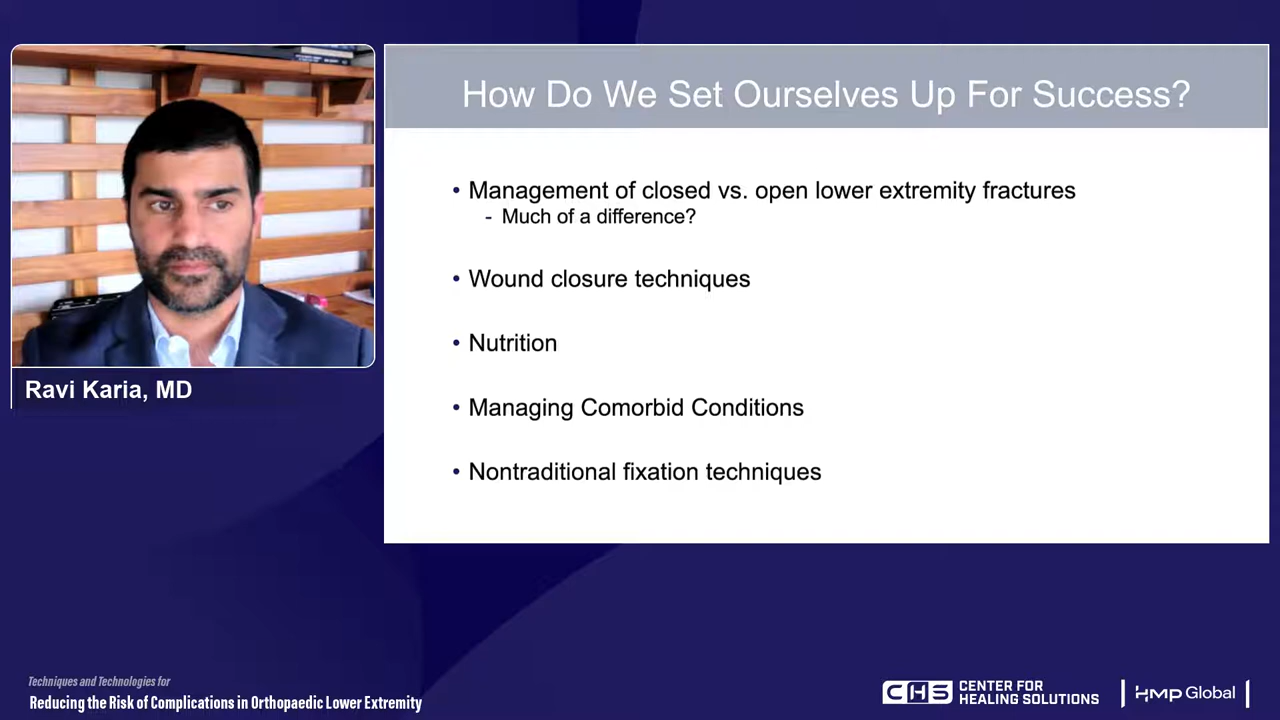 How Do We Set Ourselves Up For Success?
• Management of closed vs. open lower extremity fractures
- Much of a difference?
• Wound closure techniques
• Nutrition
• Managing Comorbid Conditions
• Nontraditional fixation techniques
Ravi Karia, MD
Techniques and Technologies for
Reducing the Risk of Complications in Orthopaedic Lower Extremity
CHS CENTER FOR
HEALING SOLUTIONS
HMP Global